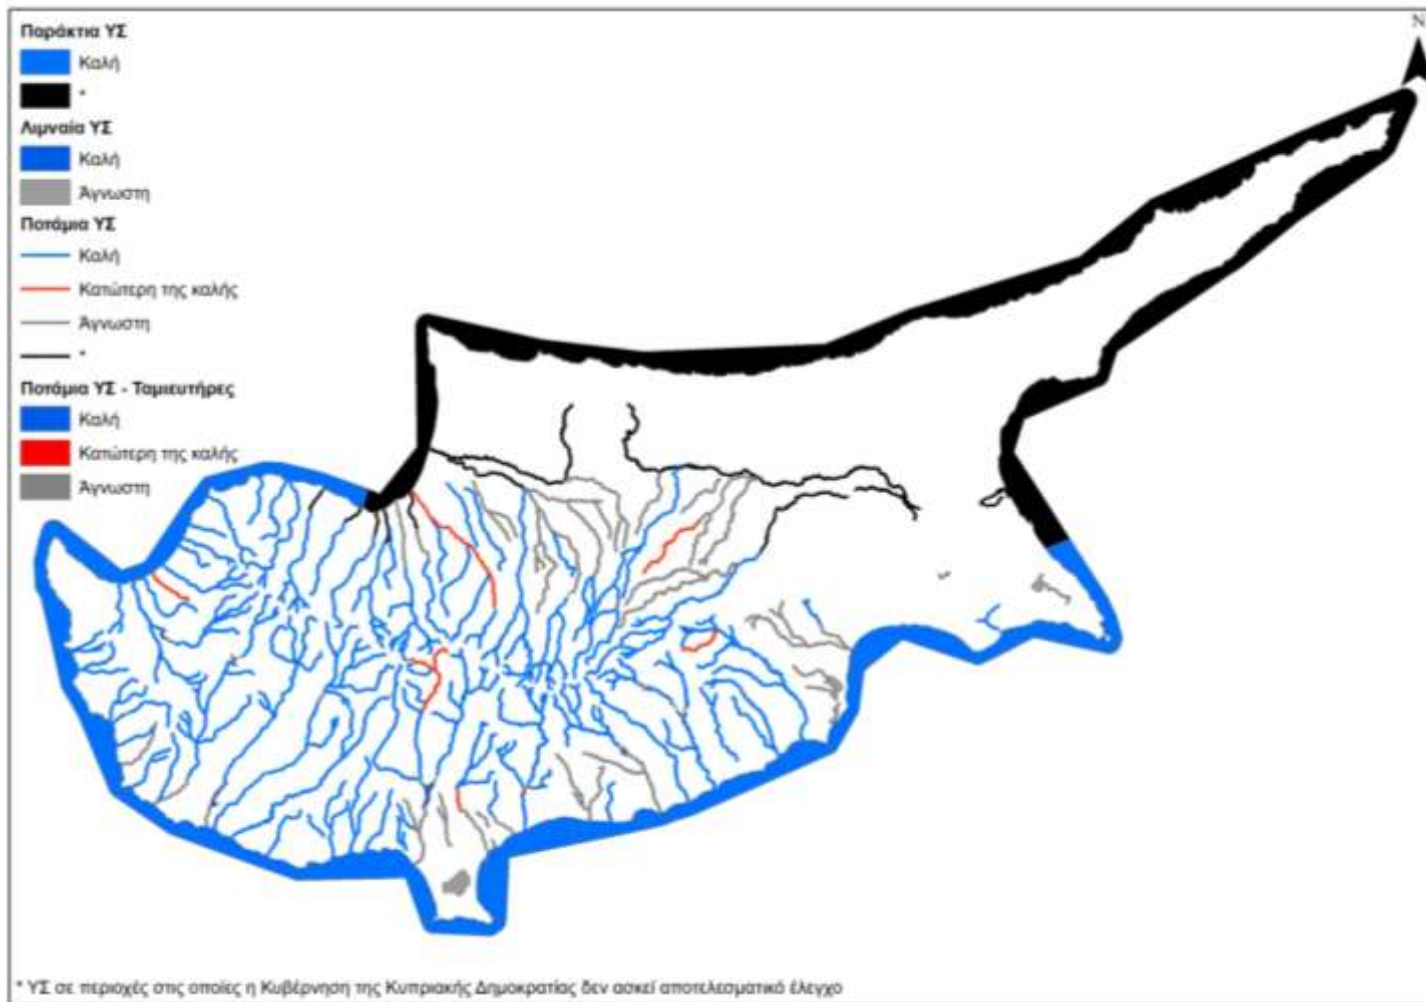 Παράκτια ΥΣ
Καλή
*
Λιμναία ΥΣ
Καλή
Άγνωστη
Ποτάμια ΥΣ
Καλή
Κατώτερη της καλής
Άγνωστη
*
Ποτάμια ΥΣ - Ταμιευτήρες
Καλή
Κατώτερη της καλής
Άγνωστη
N
* ΥΣ σε περιοχές στις οποίες η Κυβέρνηση της Κυπριακής Δημοκρατίας δεν ασκεί αποτελεσματικό έλεγχο